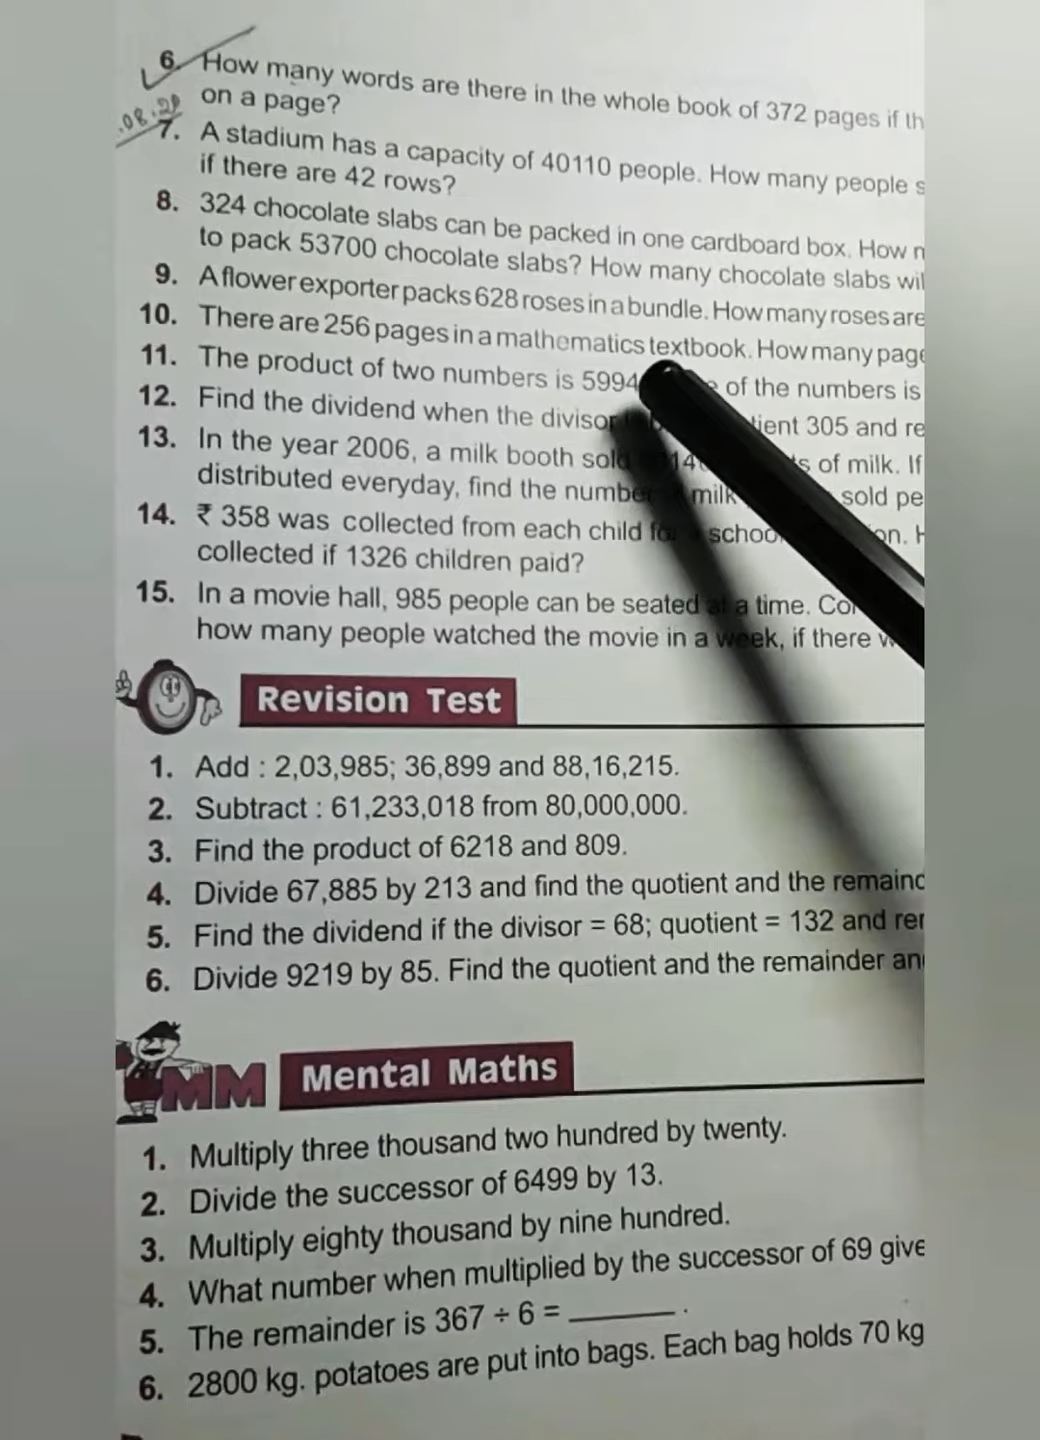 6. How many words are there in the whole book of 372 pages if th
on a page?
.08.20
7. A stadium has a capacity of 40110 people. How many people s
if there are 42 rows?
8. 324 chocolate slabs can be packed in one cardboard box. How
to pack 53700 chocolate slabs? How many chocolate slabs wil
9. A flower exporter packs 628 roses in a bundle. How many roses are
10. There are 256 pages in a mathematics textbook. How many page
11. The product of two numbers is 5994 of the numbers is
12. Find the dividend when the divisor 305 and re
13. In the year 2006, a milk booth sold of milk. If
distributed everyday, find the number milk sold pe
14. ₹ 358 was collected from each child
collected if 1326 children paid?
15. In a movie hall, 985 people can be seated at a time.
how many people watched the movie in a week, if there
Revision Test
1. Add : 2,03,985; 36,899 and 88,16,215.
2. Subtract : 61,233,018 from 80,000,000.
3. Find the product of 6218 and 809.
4. Divide 67,885 by 213 and find the quotient and the remaind
5. Find the dividend if the divisor = 68; quotient = 132 and rer
6. Divide 9219 by 85. Find the quotient and the remainder an
MM Mental Maths
1. Multiply three thousand two hundred by twenty.
2. Divide the successor of 6499 by 13.
3. Multiply eighty thousand by nine hundred.
4. What number when multiplied by the successor of 69 give
5. The remainder is 367 ÷ 6 = ________ .
6. 2800 kg. potatoes are put into bags. Each bag holds 70 kg